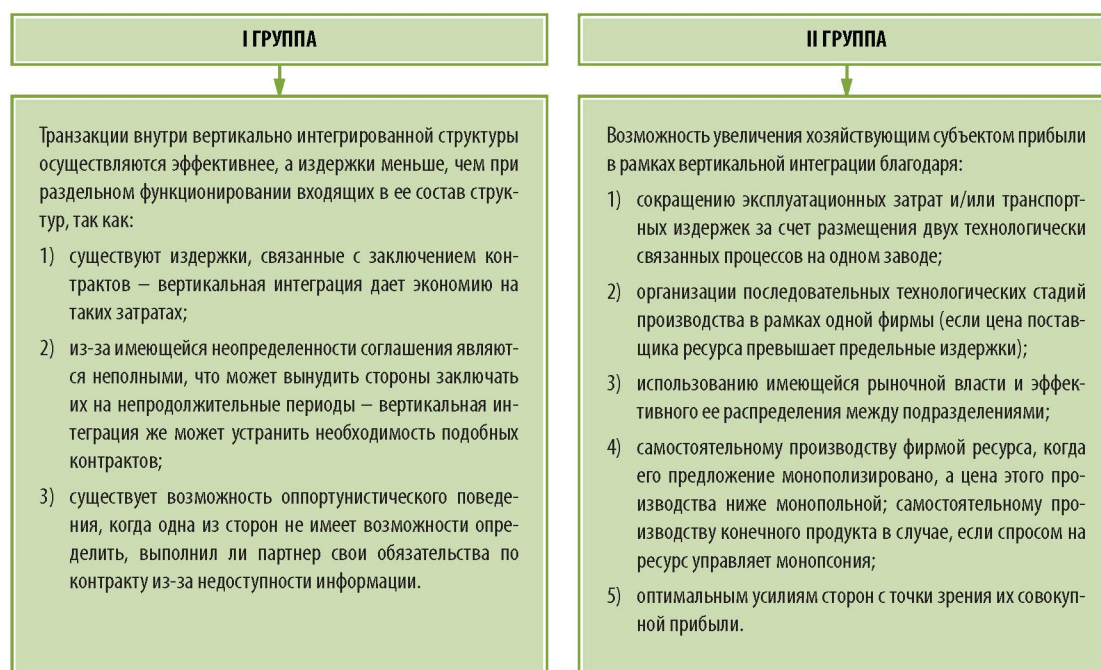 I ГРУППА
Транзакции внутри вертикально интегрированной структуры
осуществляются эффективнее, а издержки меньше, чем при
раздельном функционировании входящих в ее состав струк-
тур, так как:
1) существуют издержки, связанные с заключением кон-
трактов – вертикальная интеграция дает экономию на
таких затратах;
2) из-за имеющейся неопределенности соглашения являют-
ся неполными, что может вынудить стороны заключать
их на непродолжительные периоды – вертикальная ин-
теграция же может устранить необходимость подобных
контрактов;
3) существует возможность оппортунистического поведе-
ния, когда одна из сторон не имеет возможности опре-
делить, выполнил ли партнер свои обязательства по
контракту из-за недоступности информации.
II ГРУППА
Возможность увеличения хозяйствующим субъектом прибыли
в рамках вертикальной интеграции благодаря:
1) сокращению эксплуатационных затрат и/или транспорт-
ных издержек за счет размещения двух технологически
связанных процессов на одном заводе;
2) организации последовательных технологических стадий
производства в рамках одной фирмы (если цена постав-
щика ресурса превышает предельные издержки);
3) использованию имеющейся рыночной власти и эффек-
тивного ее распределения между подразделениями;
4) самостоятельному производству фирмой ресурса, когда
его предложение монополизировано, а цена этого про-
изводства ниже монопольной; самостоятельному про-
изводству конечного продукта в случае, если спросом на
ресурс управляет монопсония;
5) оптимальным усилиям сторон с точки зрения их совокуп-
ной прибыли.